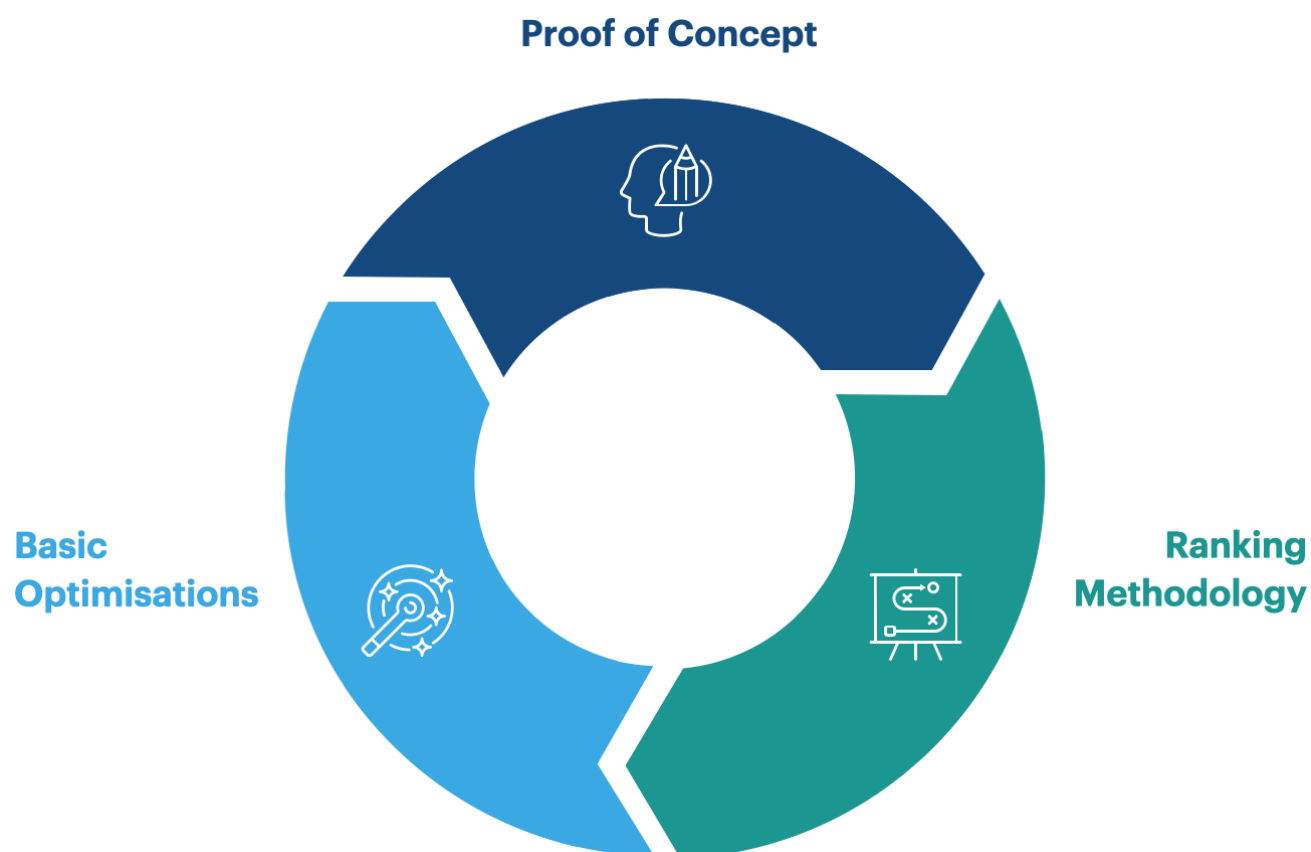 Proof of Concept
Basic
Optimisations
Ranking
Methodology